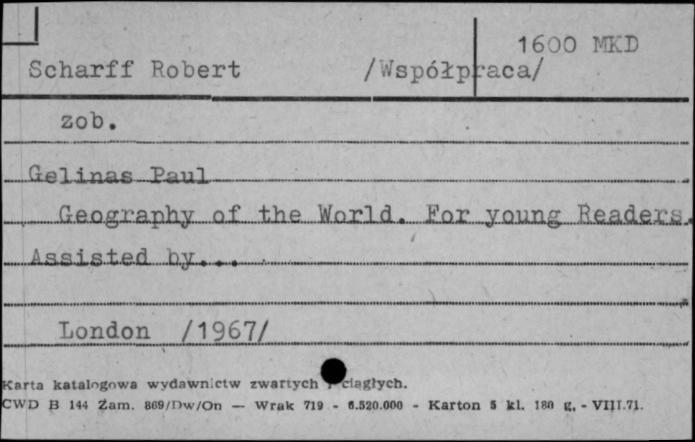 1600 MKD
Scharff Robert /Współpraca/
zob.
Gelinas Paul
Geography of the World. For young Readers.
Assisted by...
London /1967/
Karta katalogowa wydawnictw zwartych i ciągłych.
CWD B 144 Zam. 869/Dw/On — Wrak 719 - 6.520.000 - Karton 5 kl. 180 g. - VIII.71.